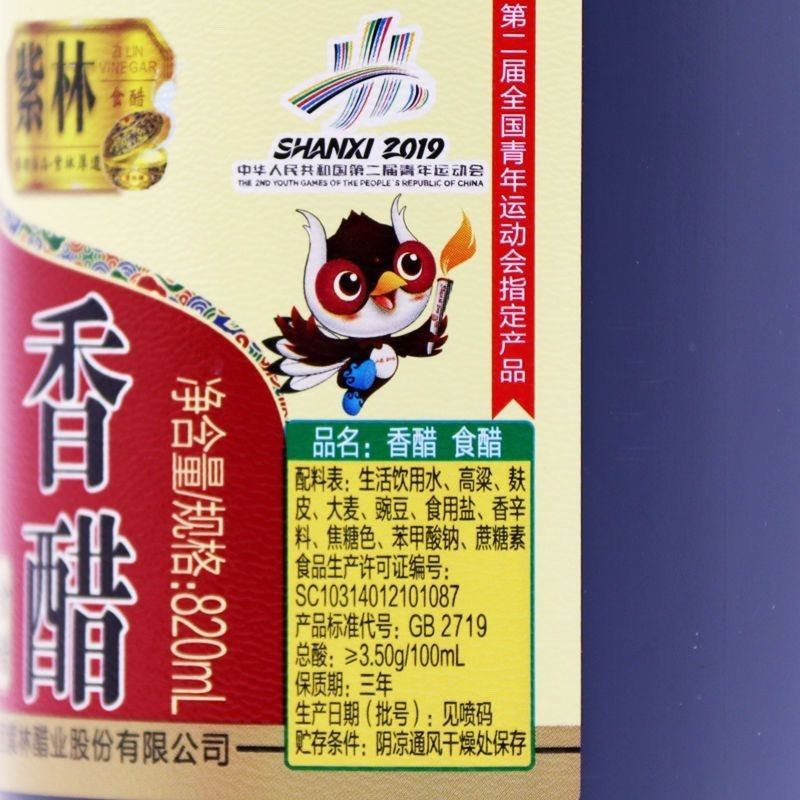 紫林
ZI LIN
VINEGAR
食醋
SHANXI 2019
中华人民共和国第二届青年运动会
THE 2ND YOUTH GAMES OF THE PEOPLE'S REPUBLIC OF CHINA
第二届全国青年运动会指定产品
香醋
净含量/规格:820mL
品名：香醋 食醋
配料表：生活饮用水、高粱、麸
皮、大麦、豌豆、食用盐、香辛
料、焦糖色、苯甲酸钠、蔗糖素
食品生产许可证编号：
SC10314012101087
产品标准代号：GB 2719
总酸：≥3.50g/100mL
保质期：三年
生产日期（批号）：见喷码
贮存条件：阴凉通风干燥处保存
林醋业股份有限公司